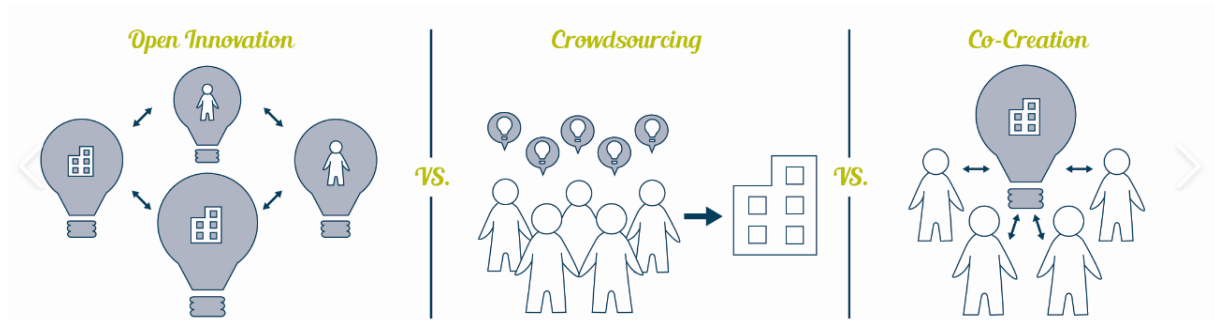 Open Innovation
VS.
Crowdsourcing
VS.
Co-Creation